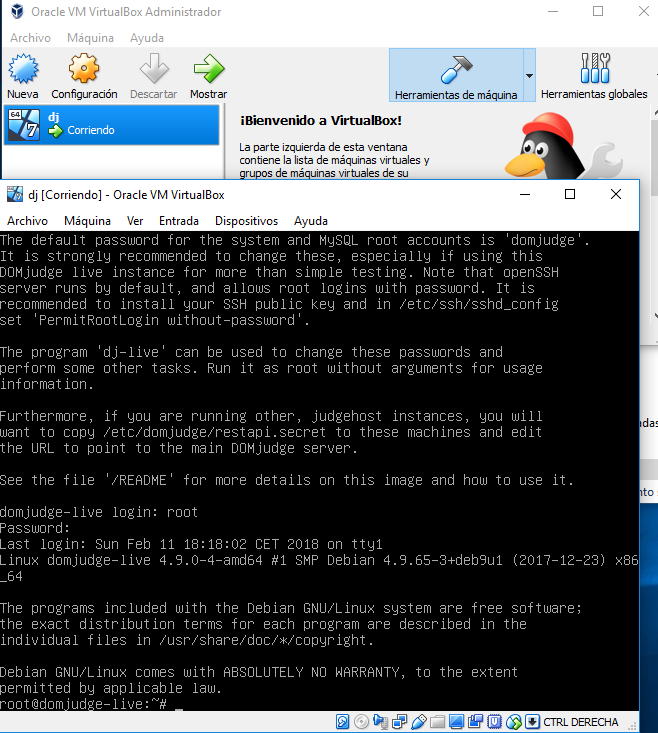 Oracle VM VirtualBox Administrador
Archivo Máquina Ayuda
Nueva Configuración Descartar Mostrar Herramientas de máquina Herramientas globales
64
7
dj
Corriendo
¡Bienvenido a VirtualBox!
La parte izquierda de esta ventana
contiene la lista de máquinas virtuales y
grupos de máquinas virtuales de su
dj [Corriendo] - Oracle VM VirtualBox
Archivo Máquina Ver Entrada Dispositivos Ayuda
The default password for the system and MySQL root accounts is 'domjudge'.
It is strongly recommended to change these, especially if using this
DOMjudge live instance for more than simple testing. Note that openSSH
server runs by default, and allows root logins with password. It is
recommended to install your SSH public key and in /etc/ssh/sshd_config
set 'PermitRootLogin without-password'.
The program 'dj-live' can be used to change these passwords and
perform some other tasks. Run it as root without arguments for usage
information.
Furthermore, if you are running other, judgehost instances, you will
want to copy /etc/domjudge/restapi.secret to these machines and edit
the URL to point to the main DOMjudge server.
See the file '/README' for more details on this image and how to use it.
domjudge-live login: root
Password:
Last login: Sun Feb 11 18:18:02 CET 2018 on tty1
Linux domjudge-live 4.9.0-4-amd64 #1 SMP Debian 4.9.65-3+deb9u1 (2017-12-23) x86
_64
The programs included with the Debian GNU/Linux system are free software;
the exact distribution terms for each program are described in the
individual files in /usr/share/doc/*/copyright.
Debian GNU/Linux comes with ABSOLUTELY NO WARRANTY, to the extent
permitted by applicable law.
root@domjudge-live:~# _
CTRL DERECHA